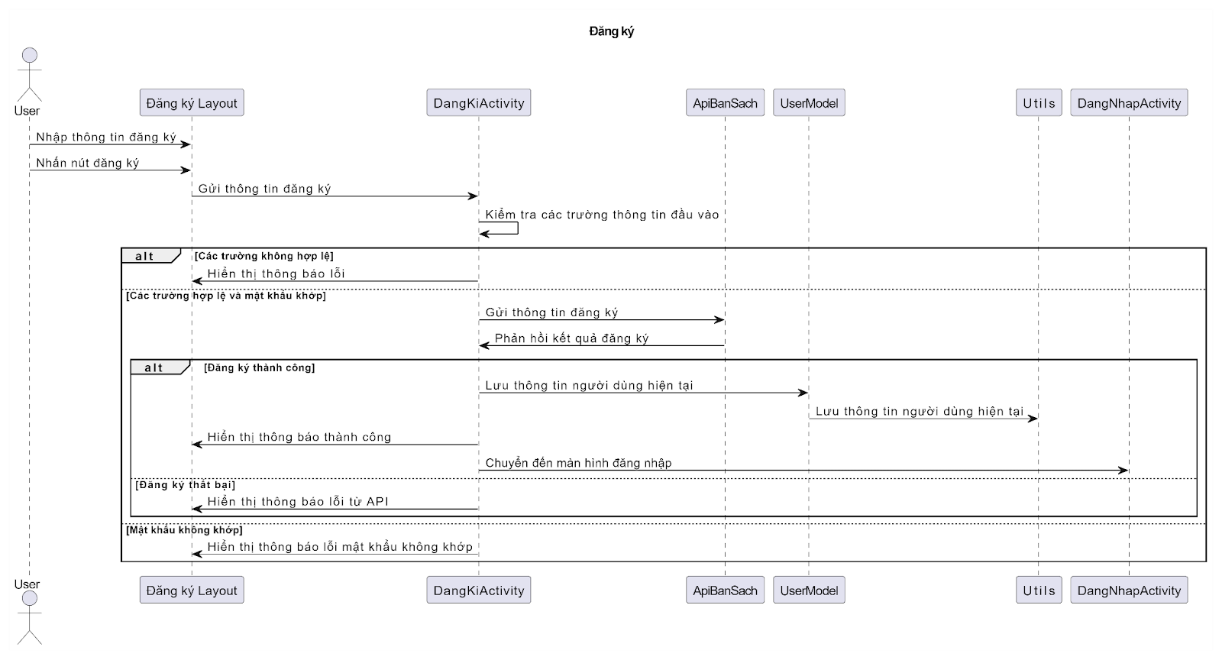 Đăng ký
User
Đăng ký Layout
DangKiActivity
ApiBanSach
UserModel
Utils
DangNhapActivity
Nhập thông tin đăng ký
Nhấn nút đăng ký
Gửi thông tin đăng ký
Kiểm tra các trường thông tin đầu vào
alt
[Các trường không hợp lệ]
Hiển thị thông báo lỗi
[Các trường hợp lệ và mật khẩu khớp]
Gửi thông tin đăng ký
Phản hồi kết quả đăng ký
alt
[Đăng ký thành công]
Lưu thông tin người dùng hiện tại
Lưu thông tin người dùng hiện tại
Hiển thị thông báo thành công
Chuyển đến màn hình đăng nhập
[Đăng ký thất bại]
Hiển thị thông báo lỗi từ API
[Mật khẩu không khớp]
Hiển thị thông báo lỗi mật khẩu không khớp
User
Đăng ký Layout
DangKiActivity
ApiBanSach
UserModel
Utils
DangNhapActivity